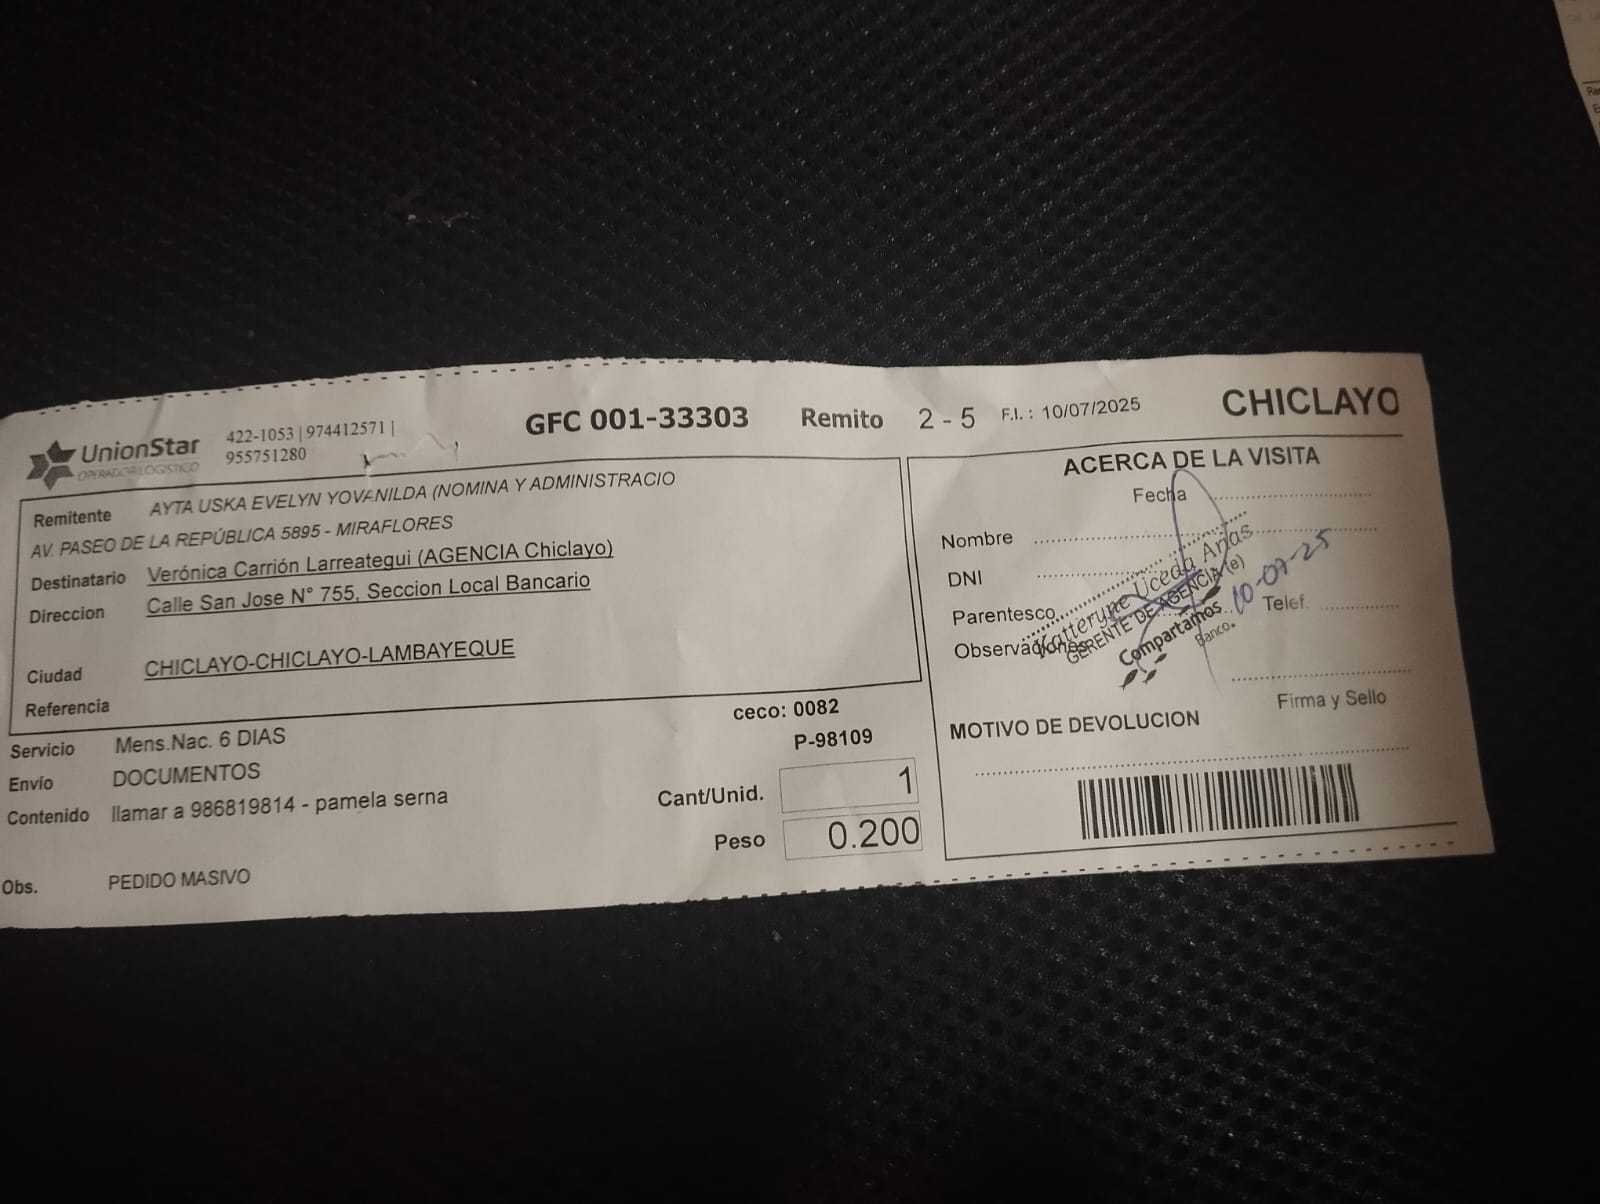 UnionStar
OPERADOR LOGISTICO
422-1053 | 974412571 |
955751280
GFC 001-33303 Remito 2 - 5 F.I. : 10/07/2025 CHICLAYO
Remitente AYTA USKA EVELYN YOVANILDA (NOMINA Y ADMINISTRACIO
AV. PASEO DE LA REPÚBLICA 5895 - MIRAFLORES
Destinatario Verónica Carrión Larreategui (AGENCIA Chiclayo)
Direccion Calle San Jose N° 755, Seccion Local Bancario
Ciudad CHICLAYO-CHICLAYO-LAMBAYEQUE
Referencia
Servicio Mens.Nac. 6 DIAS
ceco: 0082
P-98109
Envío DOCUMENTOS
Contenido llamar a 986819814 - pamela serna
Cant/Unid. 1
Peso 0.200
Obs. PEDIDO MASIVO
ACERCA DE LA VISITA
Fecha
Nombre
DNI
Parentesco
Telef.
Observaciones
Katteryne Uceda Arias
GERENTE DE AGENCIA (e)
Compartamos
Banco.
10-07-25
Firma y Sello
MOTIVO DE DEVOLUCION